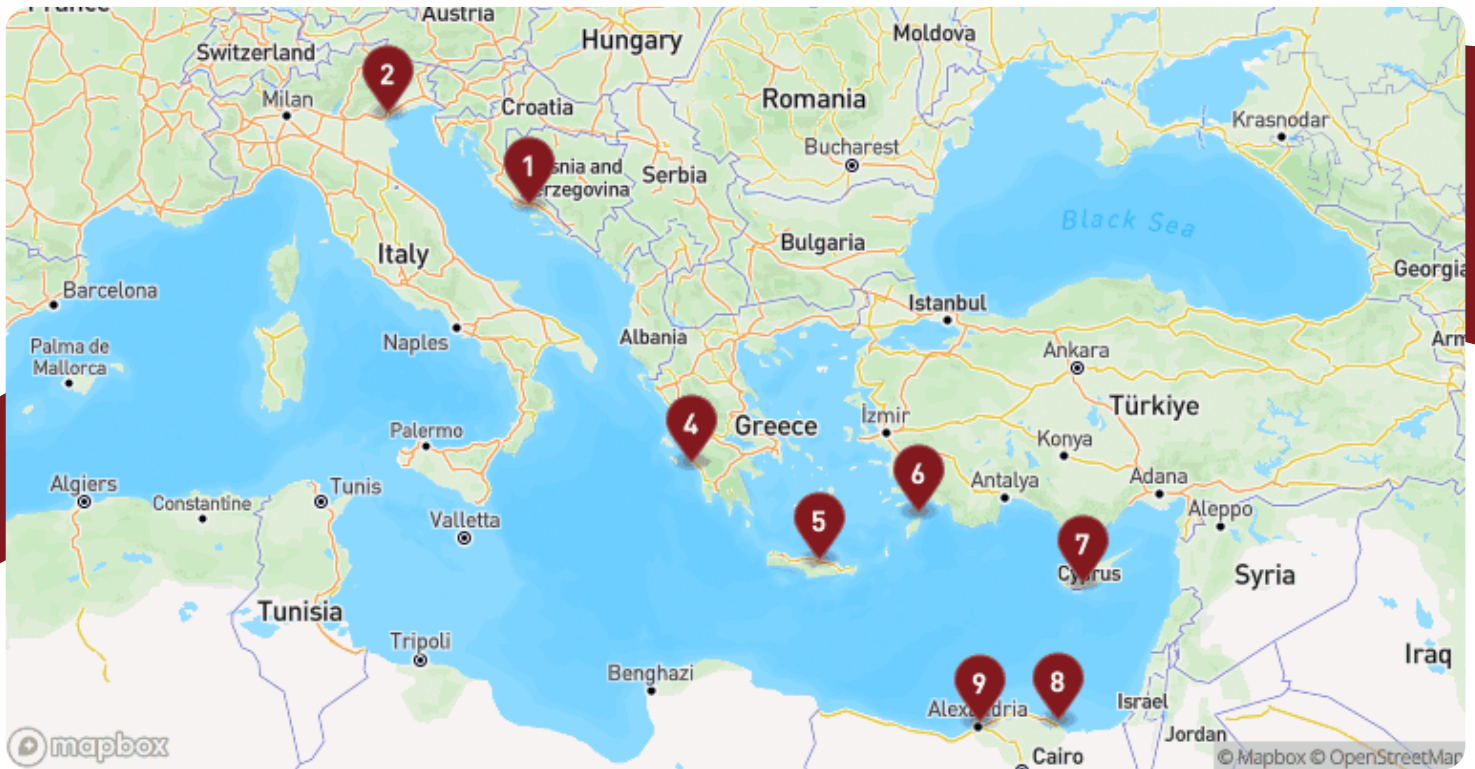 Austria
Switzerland
Hungary
Moldova
2
Milan
Croatia
Romania
Krasnodar
Bucharest
1
snia and
erzegovina
Serbia
Black Sea
Italy
Bulgaria
Georgia
Barcelona
Istanbul
Naples
Albania
Palma de
Mallorca
Ankara
Arm
4
Greece
İzmir
Türkiye
Palermo
Konya
6
Algiers
Constantine
Tunis
Antalya
Adana
Valletta
5
Aleppo
7
Cyprus
Syria
Tunisia
Tripoli
Benghazi
Iraq
9
8
Alexandria
Israel
Jordan
Cairo
mapbox
© Mapbox © OpenStreetMap